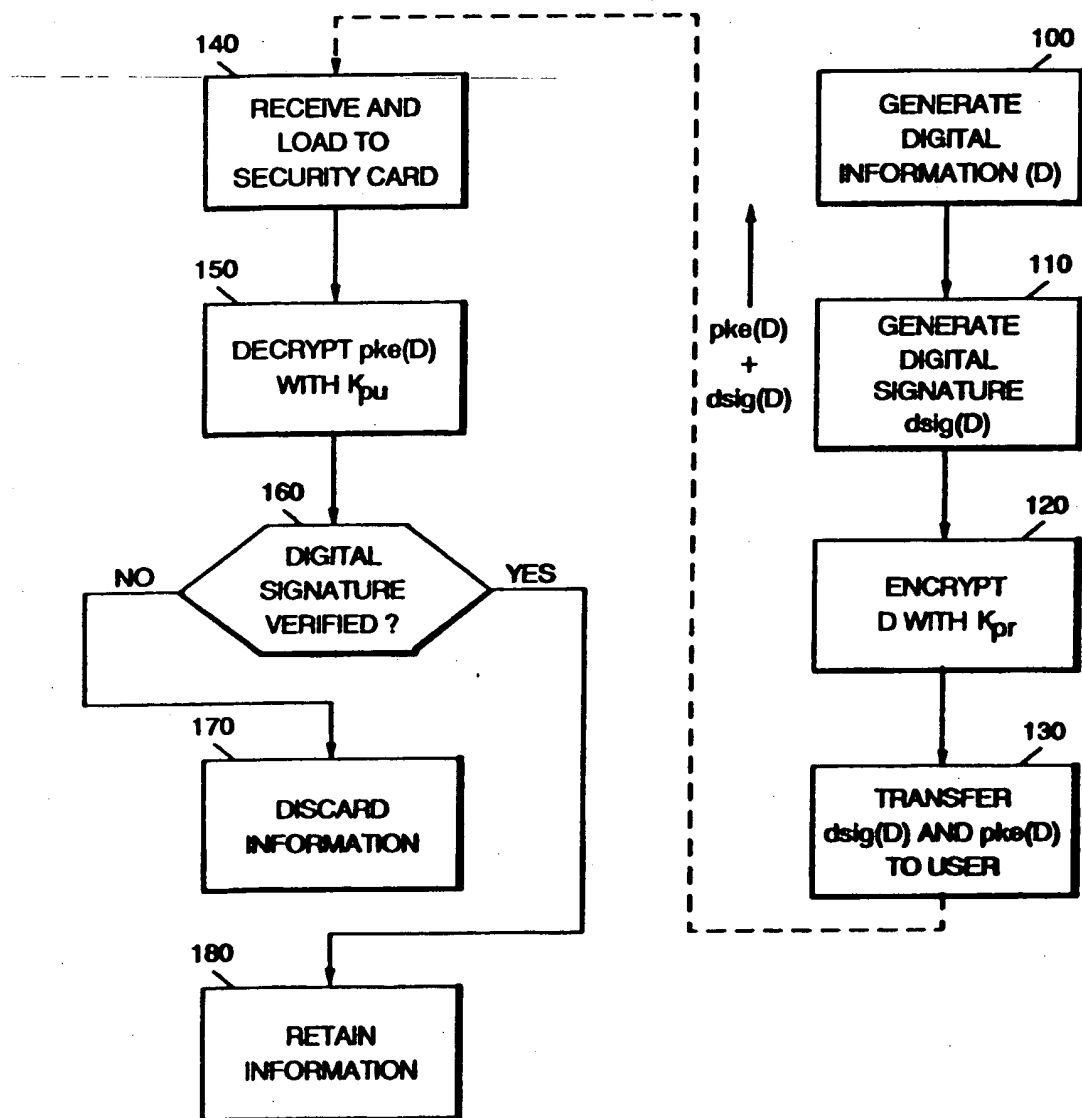 140
RECEIVE AND
LOAD TO
SECURITY CARD
150
DECRYPT pke(D)
WITH Kpu
160
DIGITAL
SIGNATURE
VERIFIED ?
NO
YES
170
DISCARD
INFORMATION
180
RETAIN
INFORMATION
pke(D)
+
dsig(D)
100
GENERATE
DIGITAL
INFORMATION (D)
110
GENERATE
DIGITAL
SIGNATURE
dsig(D)
120
ENCRYPT
D WITH Kpr
130
TRANSFER
dsig(D) AND pke(D)
TO USER